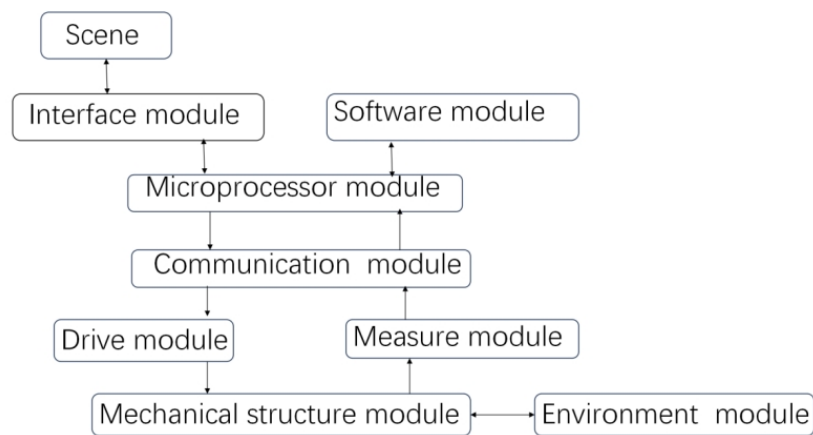 Scene
Interface module
Software module
Microprocessor module
Communication module
Drive module
Measure module
Mechanical structure module
Environment module